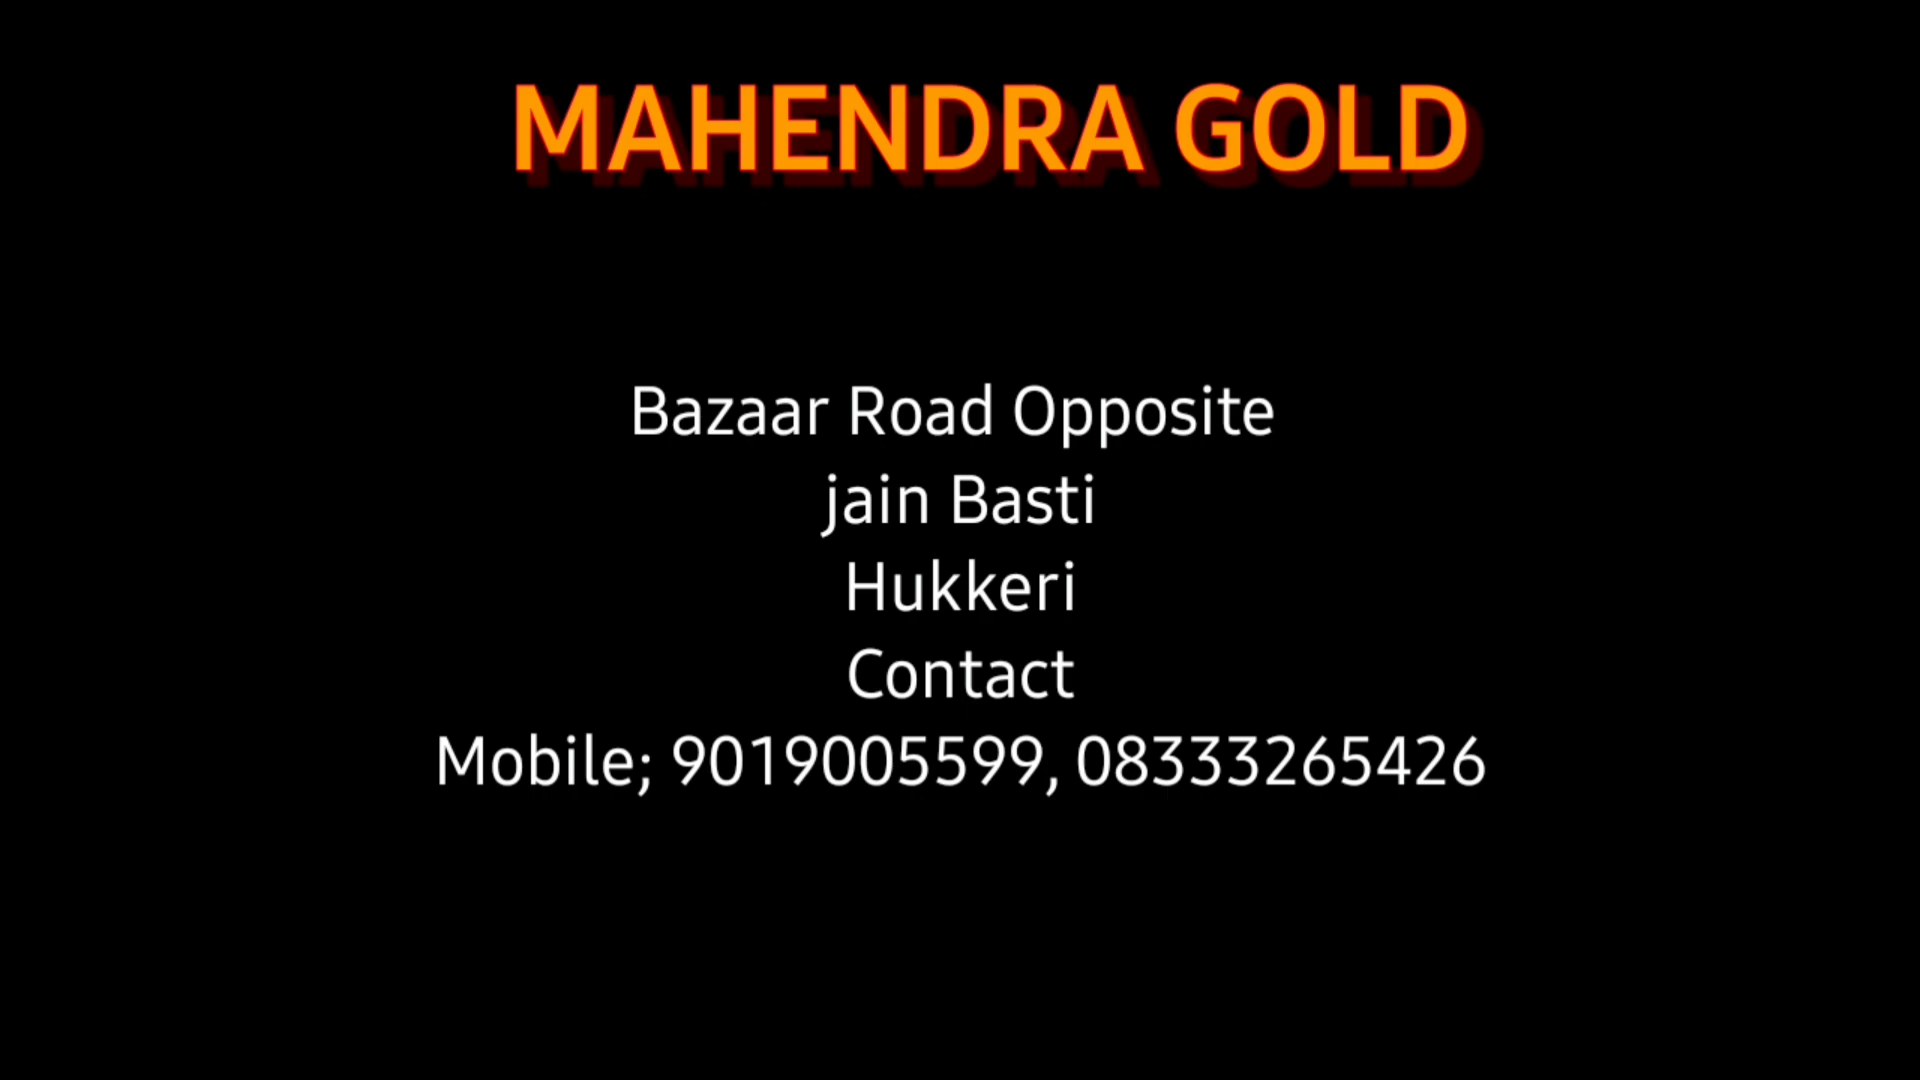 MAHENDRA GOLD
Bazaar Road Opposite
jain Basti
Hukkeri
Contact
Mobile; 9019005599, 08333265426